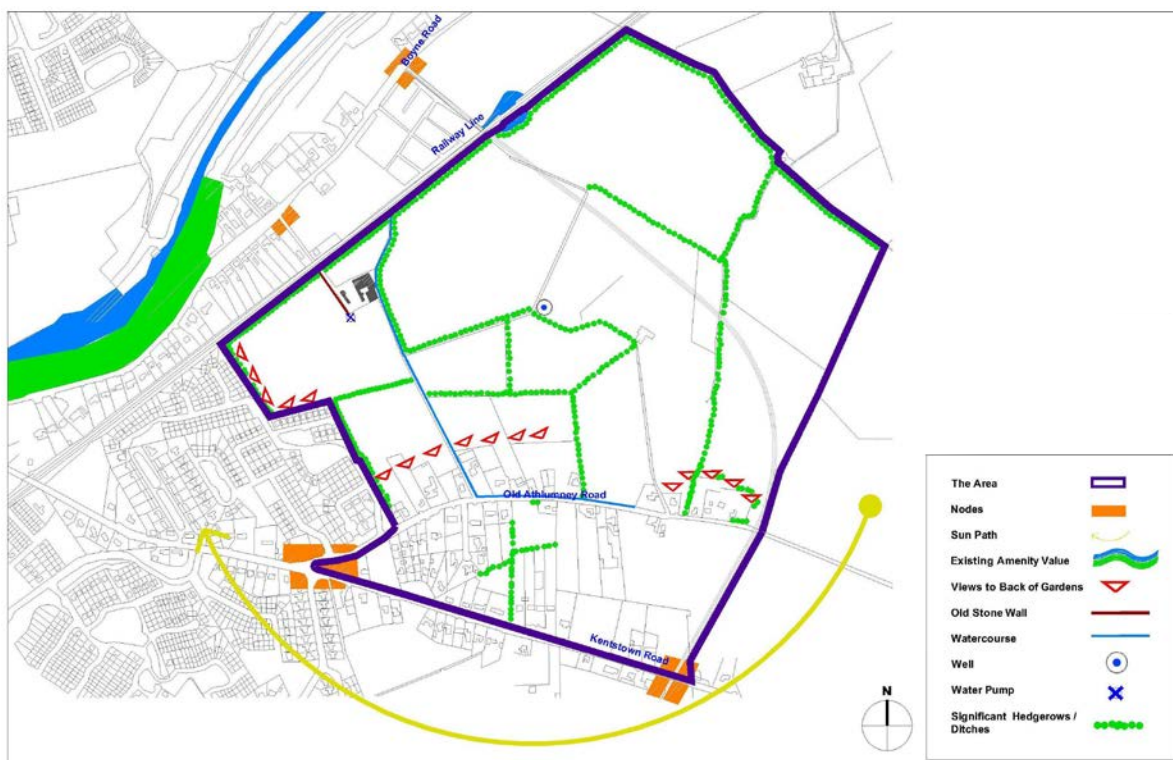 Boyne Road
Railway Line
Old Athlumney Road
Kentstown Road
N
The Area
Nodes
Sun Path
Existing Amenity Value
Views to Back of Gardens
Old Stone Wall
Watercourse
Well
Water Pump
Significant Hedgerows /
Ditches